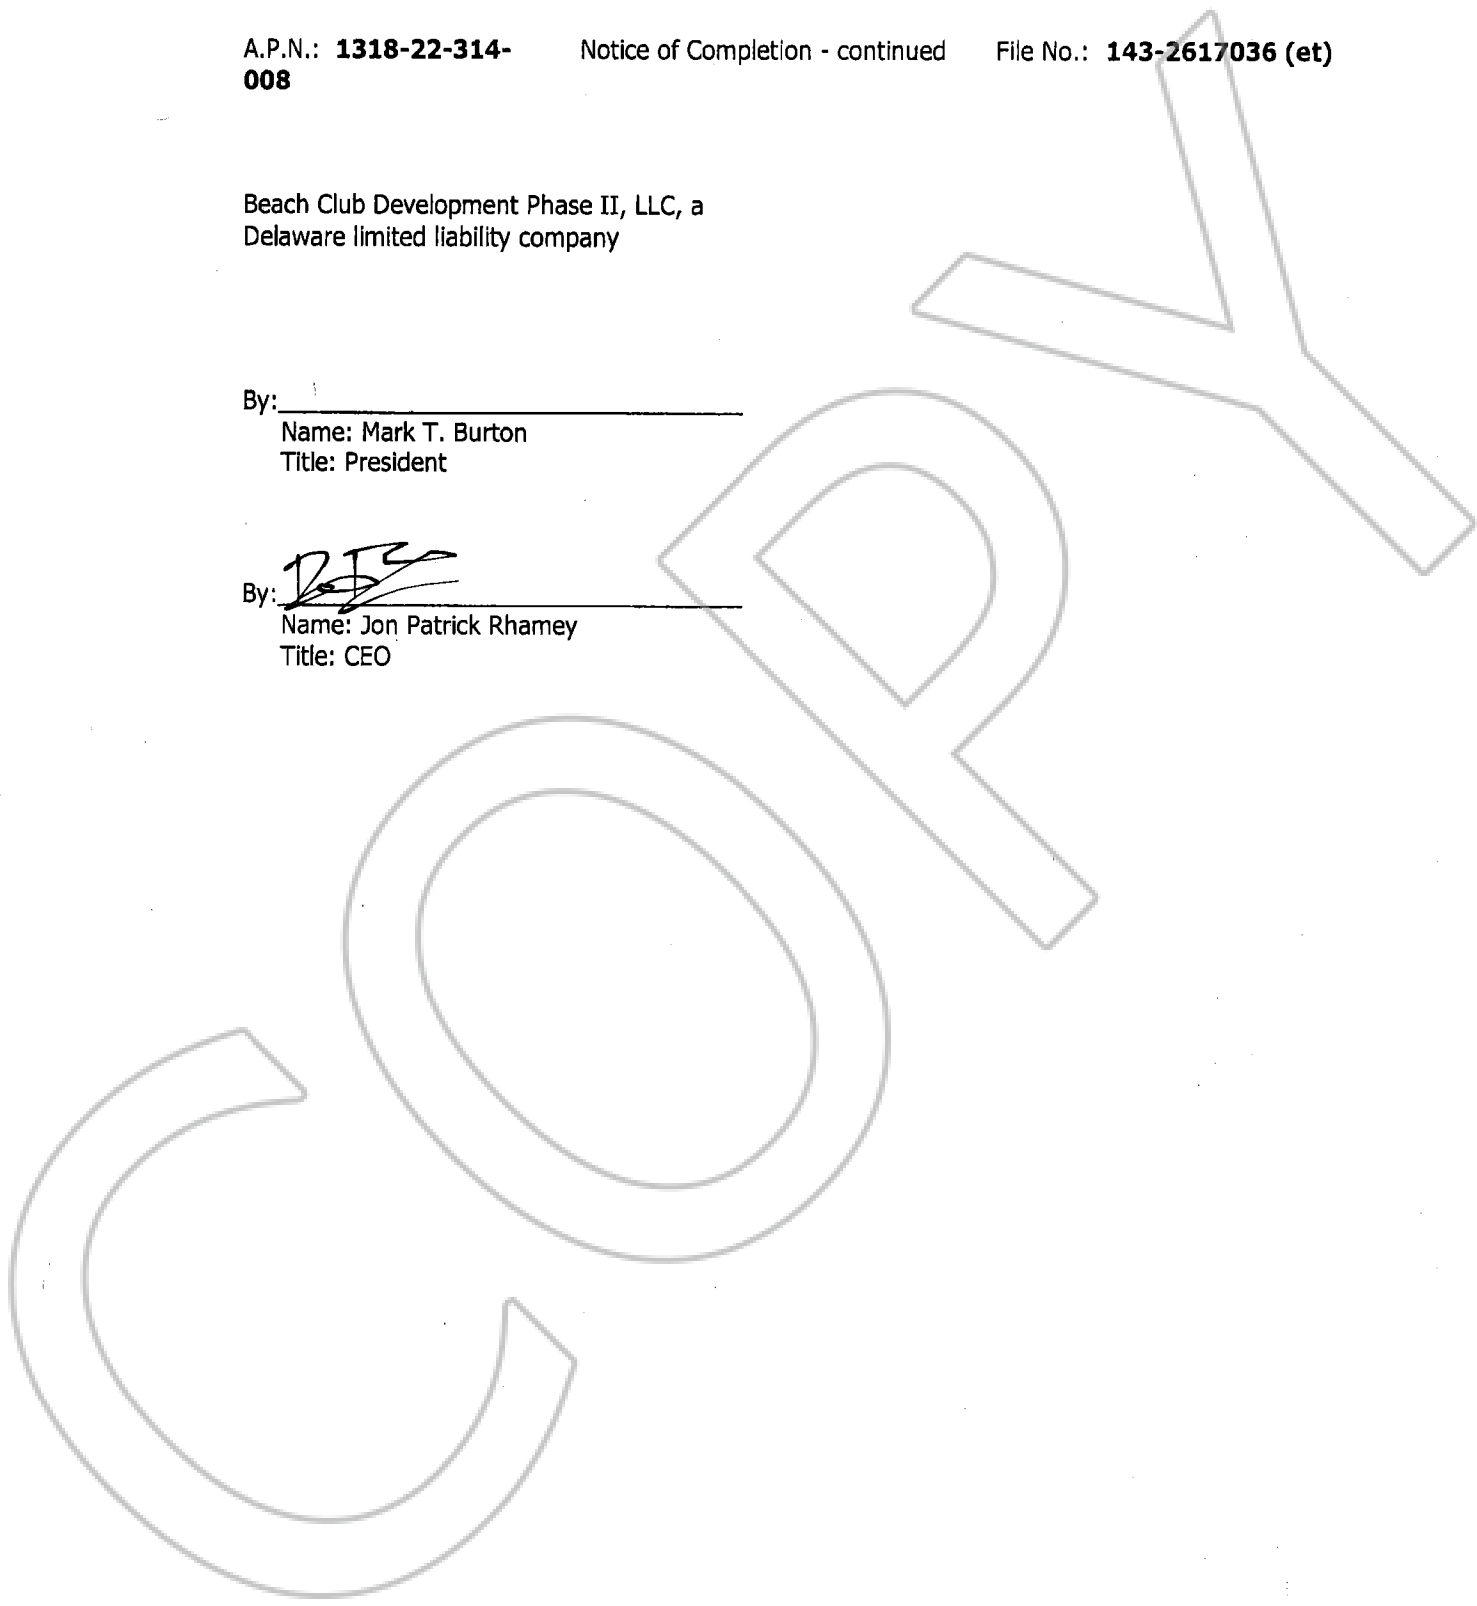 A.P.N.: 1318-22-314-008 Notice of Completion - continued File No.: 143-2617036 (et)
Beach Club Development Phase II, LLC, a
Delaware limited liability company
By:
Name: Mark T. Burton
Title: President
By:
Name: Jon Patrick Rhamey
Title: CEO
COPY